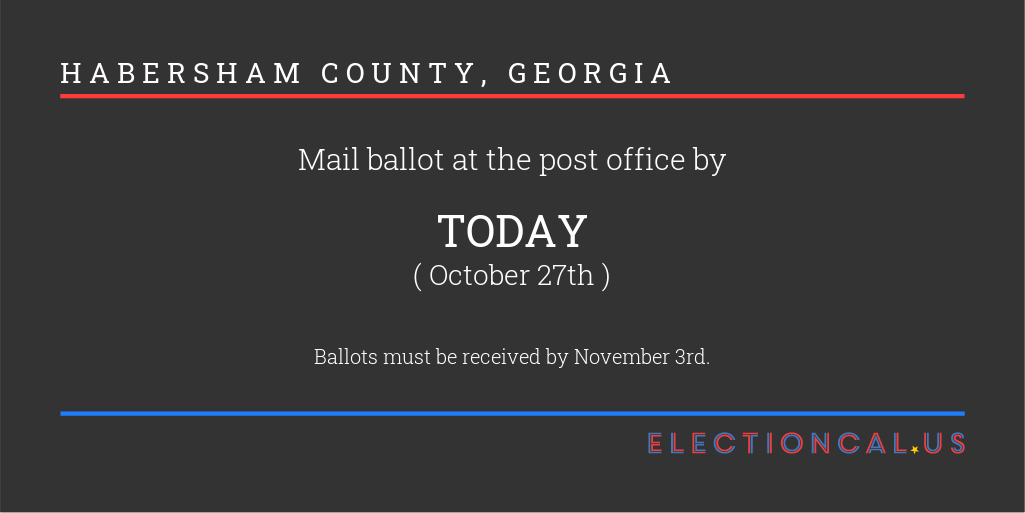 HABERSHAM COUNTY, GEORGIA
Mail ballot at the post office by
TODAY
( October 27th )
Ballots must be received by November 3rd.
ELECTIONCAL.US